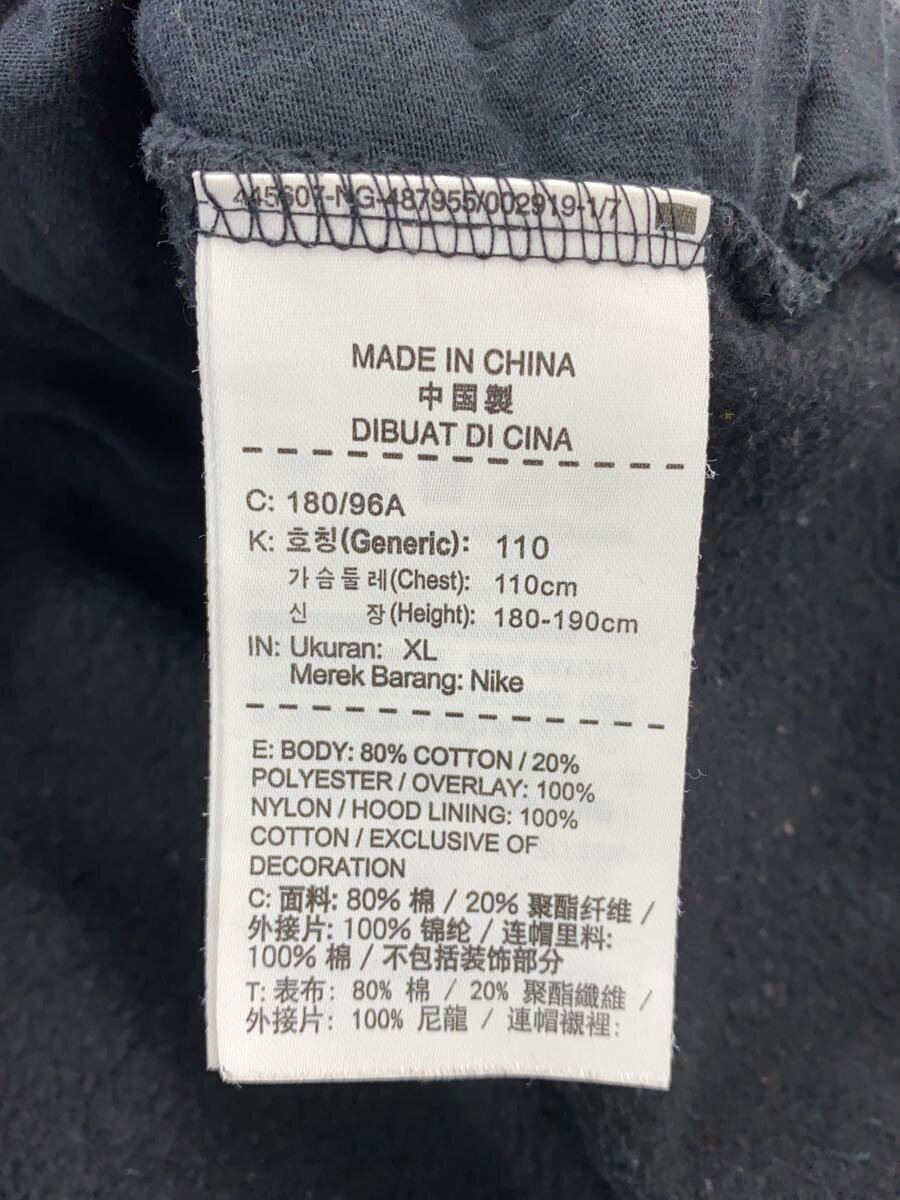 445607-NG-487955/002919-1/7
MADE IN CHINA
中国製
DIBUAT DI CINA
C: 180/96A
K: 호칭(Generic): 110
가슴둘레(Chest): 110cm
신 장(Height): 180-190cm
IN: Ukuran: XL
Merek Barang: Nike
E: BODY: 80% COTTON / 20%
POLYESTER / OVERLAY: 100%
NYLON / HOOD LINING: 100%
COTTON / EXCLUSIVE OF
DECORATION
C: 面料: 80% 棉 / 20% 聚酯纤维 /
外接片: 100% 锦纶 / 连帽里料:
100% 棉 / 不包括装饰部分
T: 表布: 80% 棉 / 20% 聚酯纖維 /
外接片: 100% 尼龍 / 連帽襯裡: